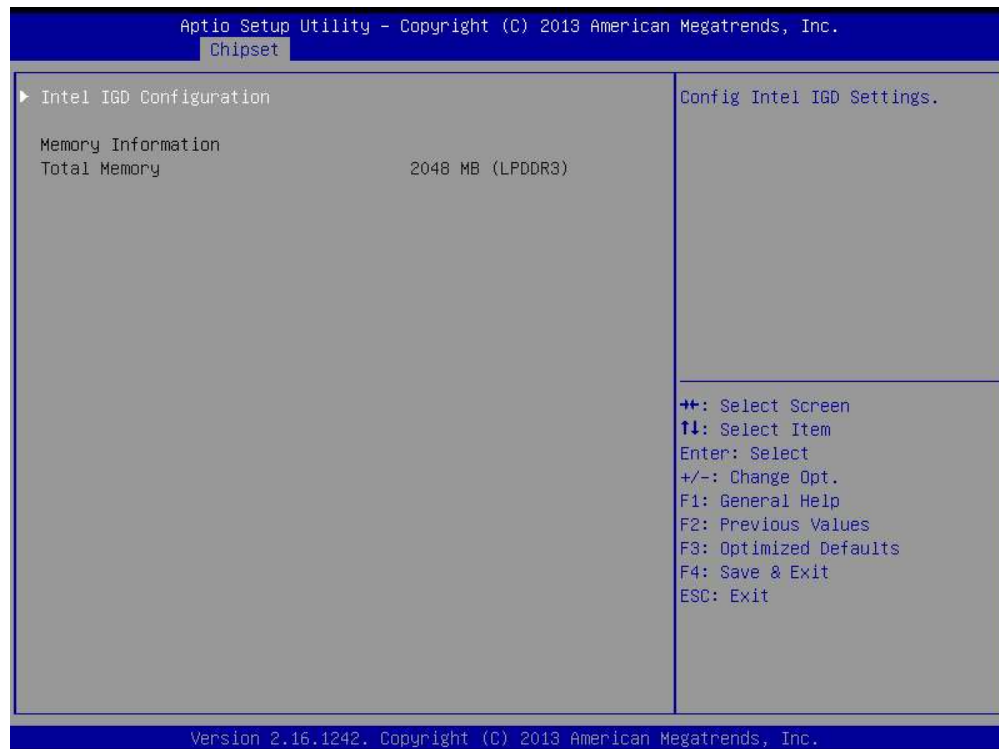 Aptio Setup Utility – Copyright (C) 2013 American Megatrends, Inc.
Chipset
▶ Intel IGD Configuration
Memory Information
Total Memory 2048 MB (LPDDR3)
Config Intel IGD Settings.
→←: Select Screen
↑↓: Select Item
Enter: Select
+/-: Change Opt.
F1: General Help
F2: Previous Values
F3: Optimized Defaults
F4: Save & Exit
ESC: Exit
Version 2.16.1242. Copyright (C) 2013 American Megatrends, Inc.